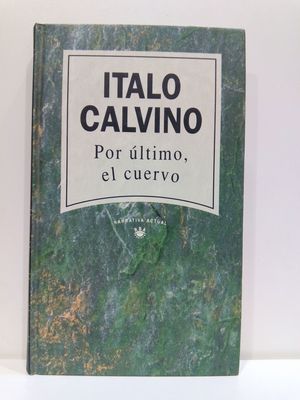 ITALO
CALVINO
Por último,
el cuervo
NARRATIVA ACTUAL